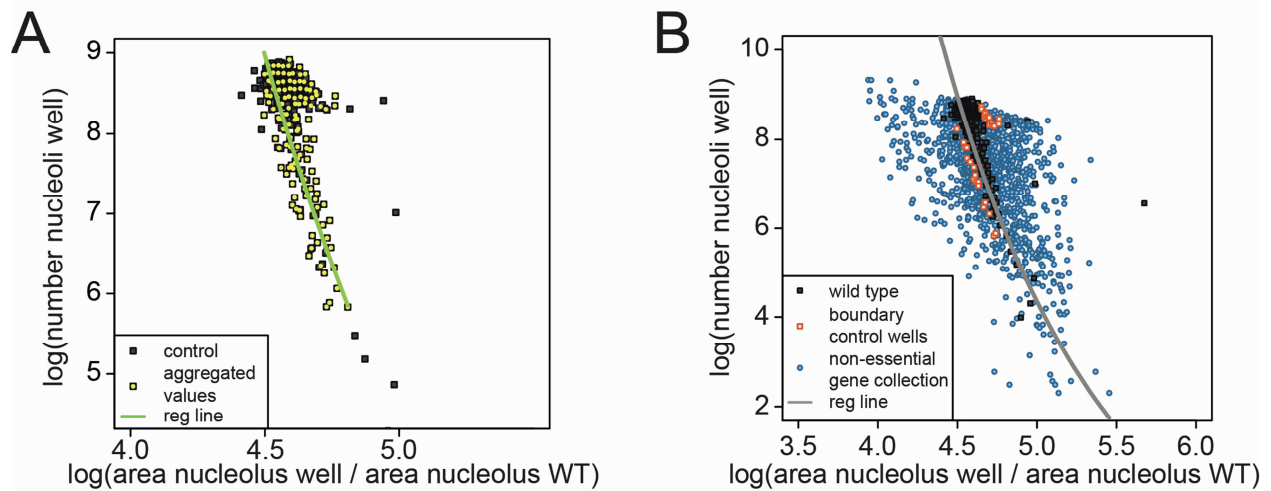 A
log(number nucleoli well)
9
8
7
6
5
control
aggregated
values
reg line
4.0
4.5
5.0
log(area nucleolus well / area nucleolus WT)
B
log(number nucleoli well)
10
8
6
4
2
wild type
boundary
control wells
non-essential
gene collection
reg line
3.5
4.0
4.5
5.0
5.5
6.0
log(area nucleolus well / area nucleolus WT)